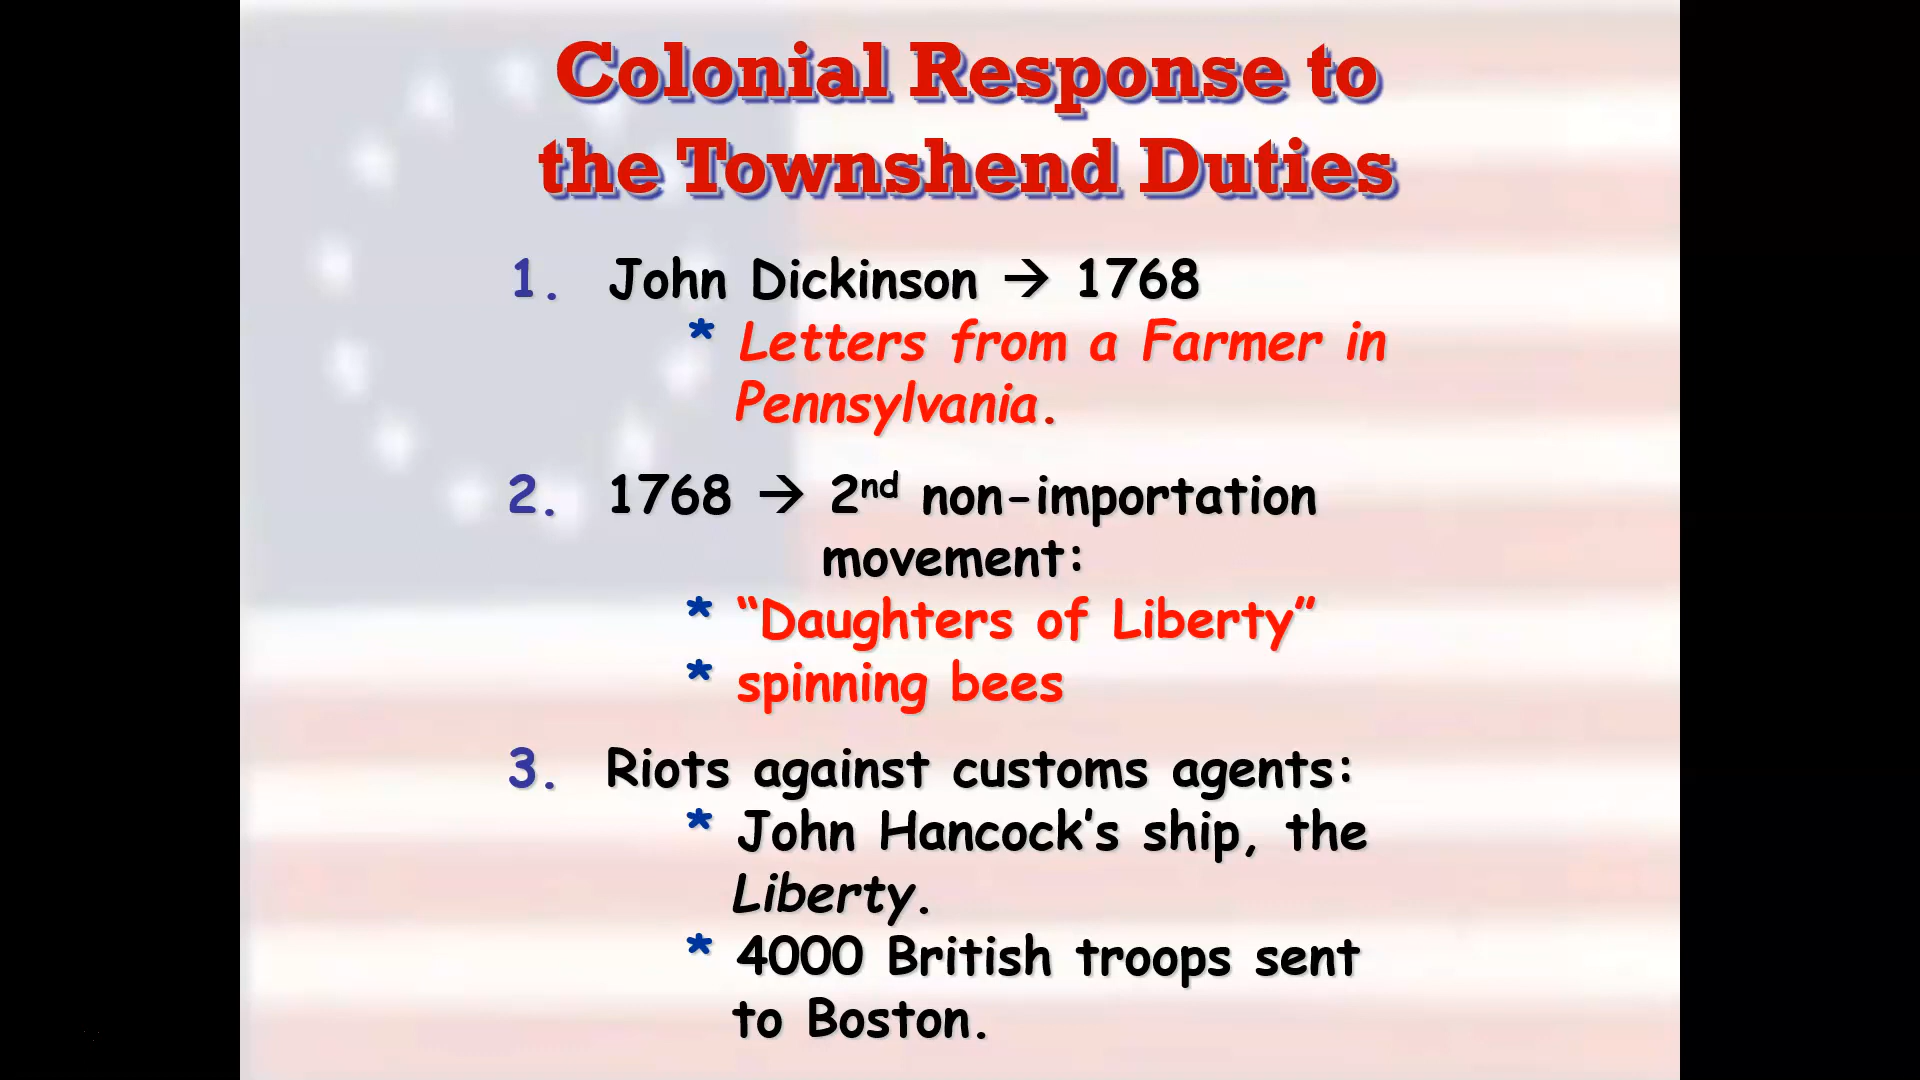 Colonial Response to
the Townshend Duties
1. John Dickinson → 1768
* Letters from a Farmer in
Pennsylvania.
2. 1768 → 2nd non-importation
movement:
* “Daughters of Liberty”
* spinning bees
3. Riots against customs agents:
* John Hancock’s ship, the
Liberty.
* 4000 British troops sent
to Boston.